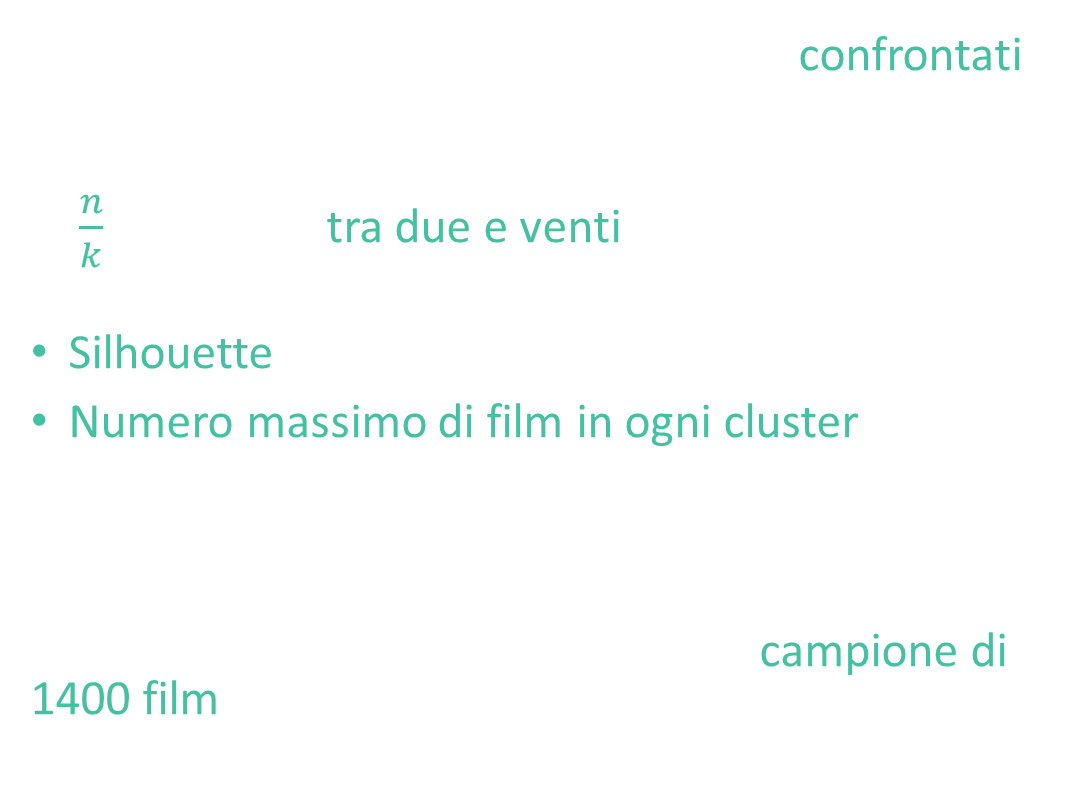 confrontati
n/k tra due e venti
• Silhouette
• Numero massimo di film in ogni cluster
campione di
1400 film